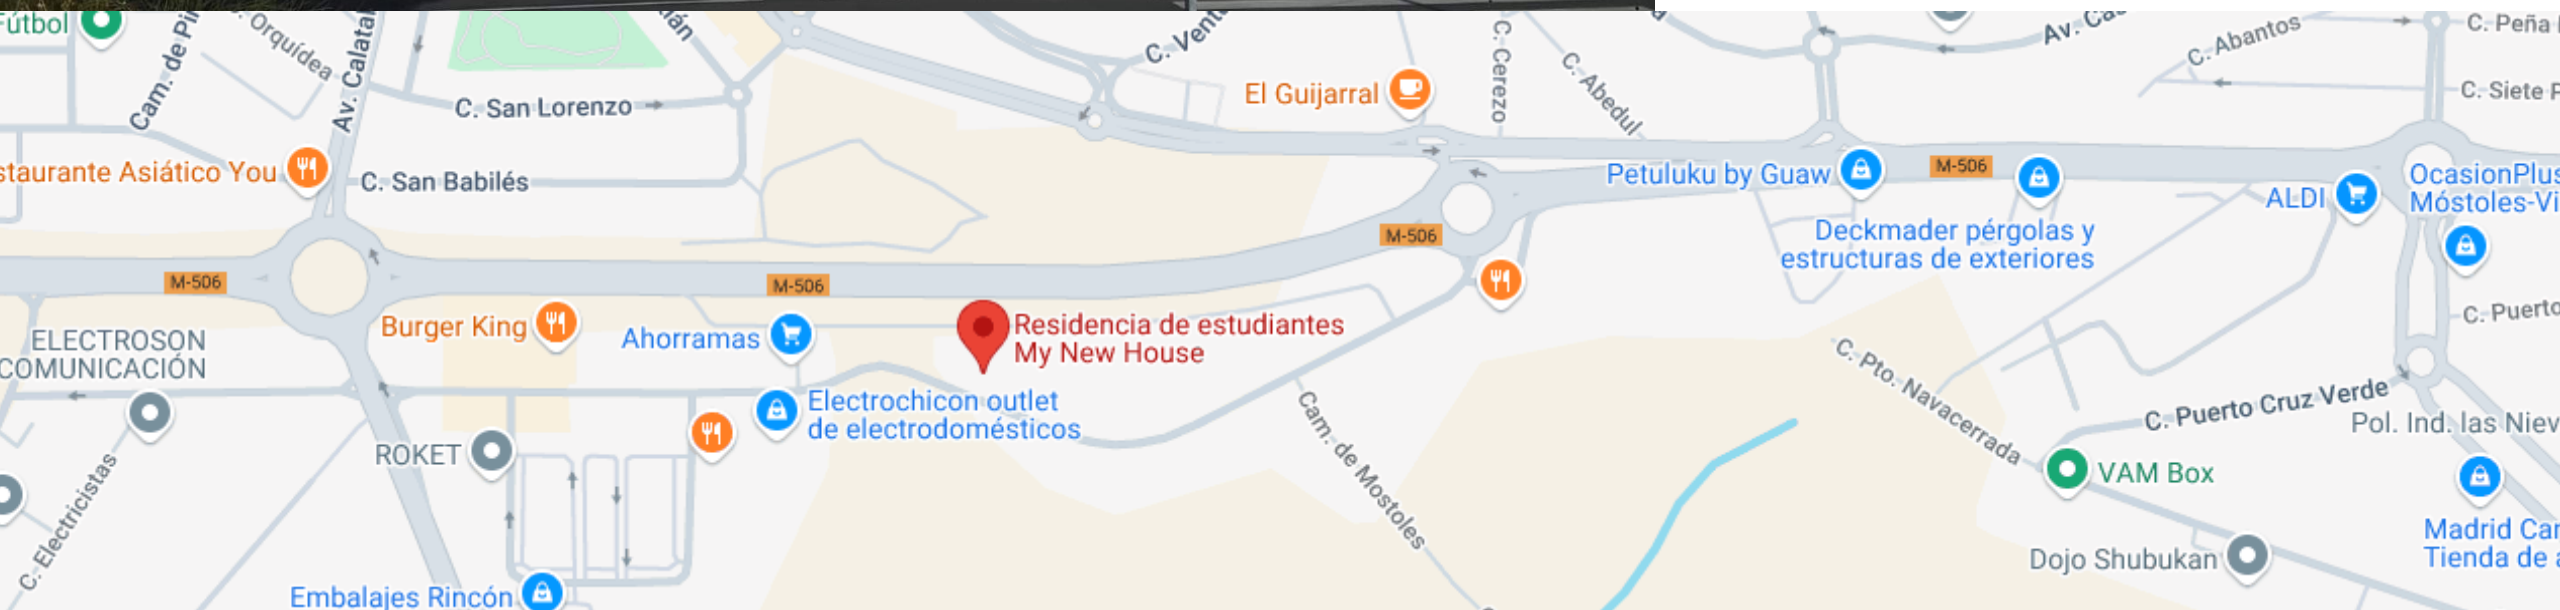 Fútbol
Cam. de Pi
C. Orquídea
Av. Calata
C. San Lorenzo
C. San Babilés
staurante Asiático You
C. Vent
El Guijarral
C. Cerezo
C. Abedul
Av. Ca
C. Abantos
C. Peña
C. Siete P
M-506
M-506
M-506
M-506
Petuluku by Guaw
Deckmader pérgolas y
estructuras de exteriores
ALDI
OcasionPlus
Móstoles-Vi
Burger King
Ahorramas
Residencia de estudiantes
My New House
Electrochicon outlet
de electrodomésticos
ELECTROSON
COMUNICACIÓN
ROKET
C. Electricistas
Embalajes Rincón
Cam. de Mostoles
C. Pto. Navacerrada
C. Puerto Cruz Verde
C. Puerto
Pol. Ind. las Niev
VAM Box
Dojo Shubukan
Madrid Car
Tienda de a